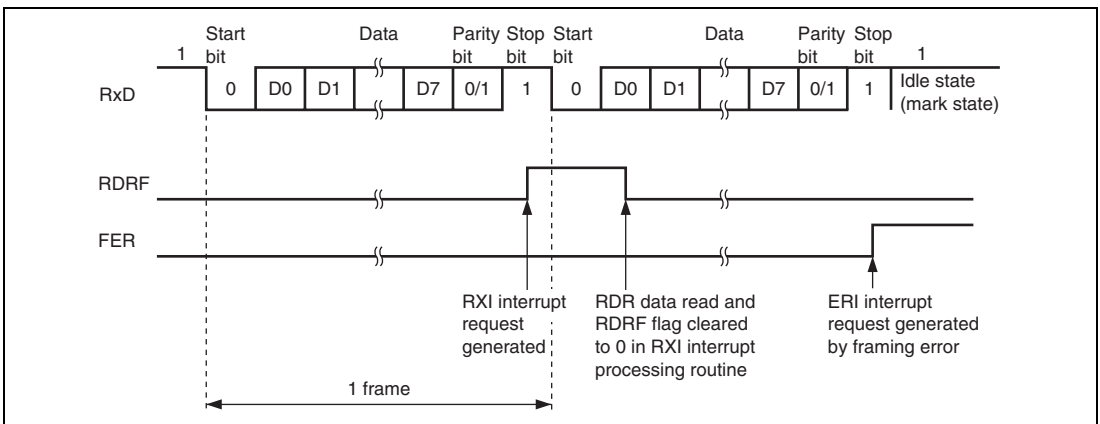 Start Data Parity Stop Start Data Parity Stop
1 bit bit bit bit bit bit 1
RxD 0 D0 D1 D7 0/1 1 0 D0 D1 D7 0/1 1 Idle state
(mark state)
RDRF
FER
RXI interrupt
request
generated
RDR data read and
RDRF flag cleared
to 0 in RXI interrupt
processing routine
ERI interrupt
request generated
by framing error
1 frame